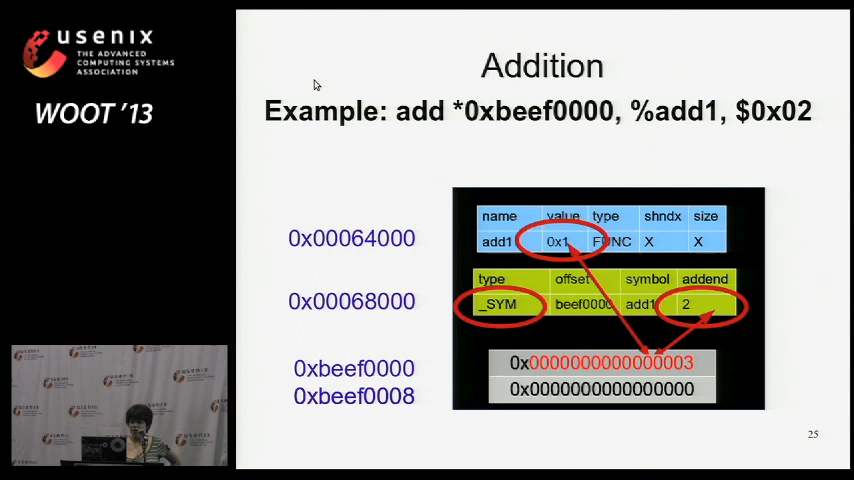 usenix
THE ADVANCED
COMPUTING SYSTEMS
ASSOCIATION
WOOT '13
Addition
Example: add *0xbeef0000, %add1, $0x02
name value type shndx size
0x00064000 add1 0x1 FUNC X X
type offset symbol addend
0x00068000 _SYM beef0000 add1 2
0xbeef0000 0x0000000000000003
0xbeef0008 0x0000000000000000
25